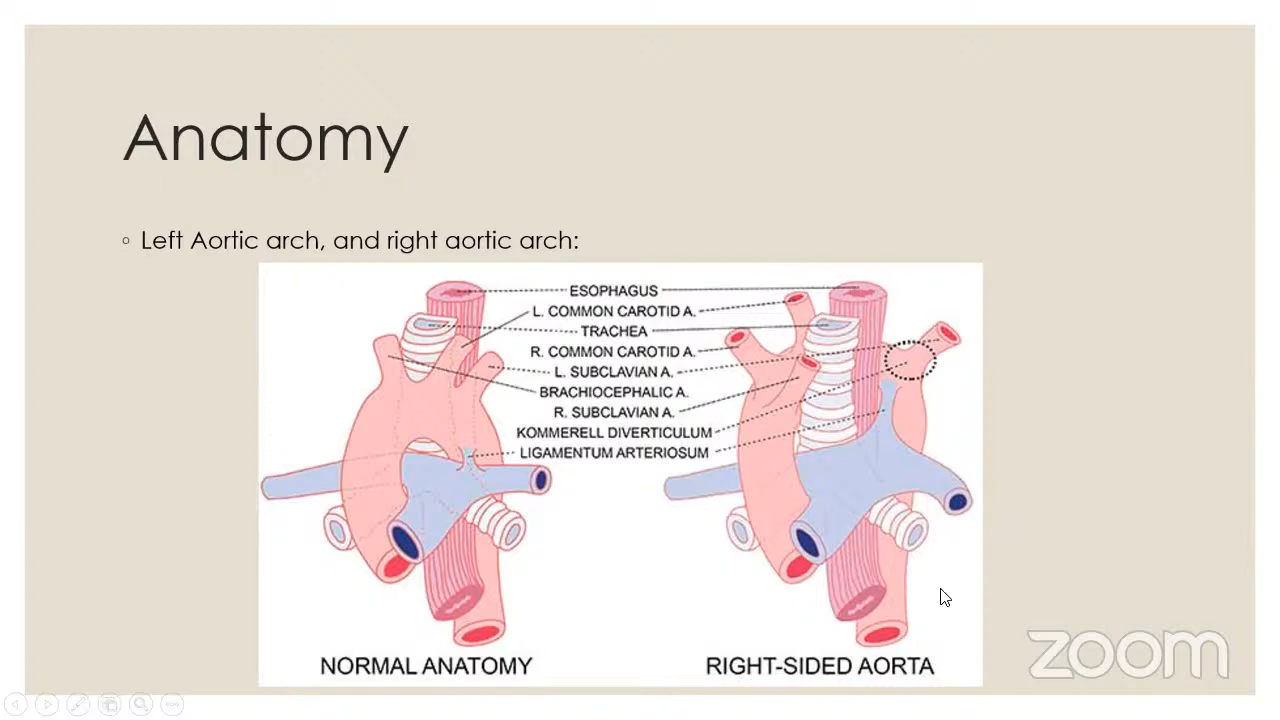 Anatomy
◦ Left Aortic arch, and right aortic arch:
ESOPHAGUS
L. COMMON CAROTID A.
TRACHEA
R. COMMON CAROTID A.
L. SUBCLAVIAN A.
BRACHIOCEPHALIC A.
R. SUBCLAVIAN A.
KOMMERELL DIVERTICULUM
LIGAMENTUM ARTERIOSUM
NORMAL ANATOMY
RIGHT-SIDED AORTA
zoom